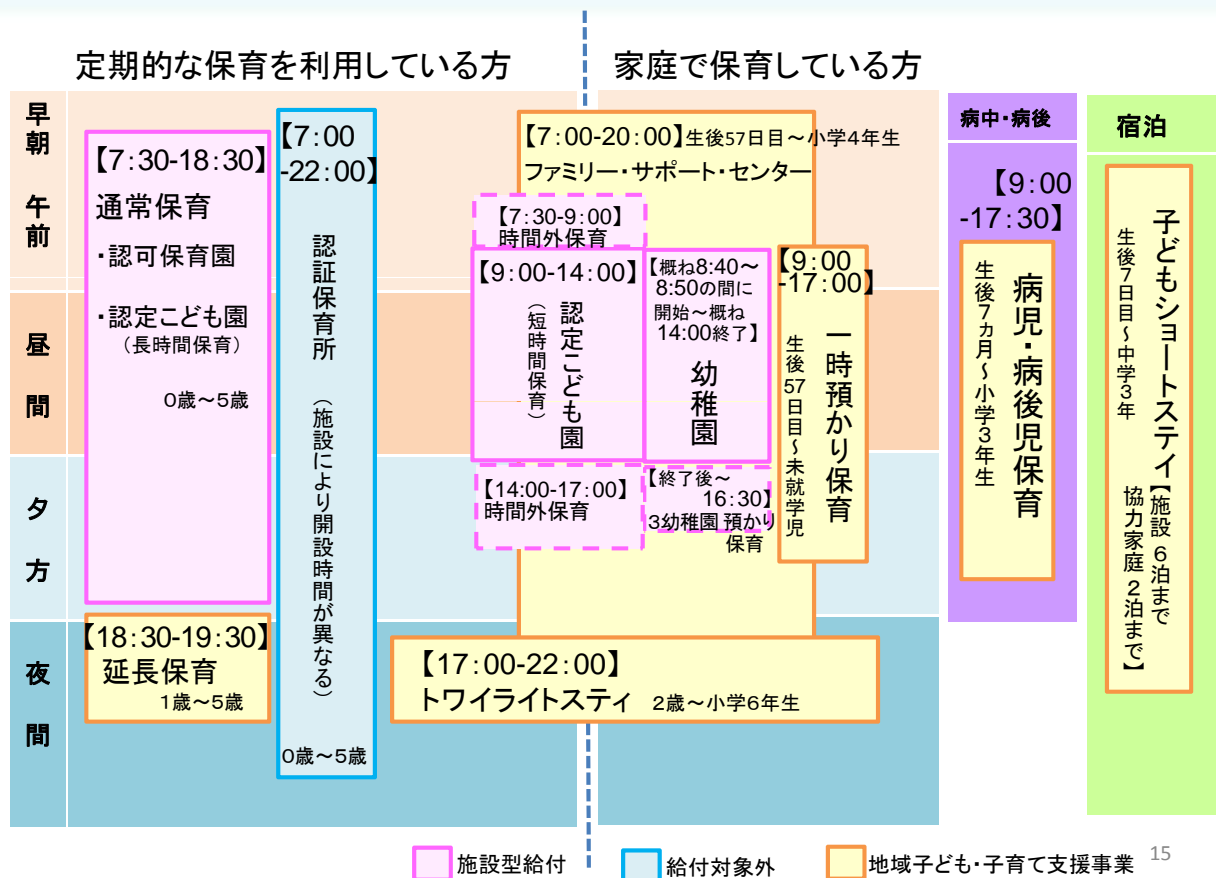 定期的な保育を利用している方
家庭で保育している方
早朝
午前
昼間
夕方
夜間
【7:30-18:30】
通常保育
・認可保育園
・認定こども園
(長時間保育)
0歳~5歳
【18:30-19:30】
延長保育
1歳~5歳
【7:00
-22:00】
認証保育所 (施設により開設時間が異なる)
0歳~5歳
【7:00-20:00】生後57日目~小学4年生
ファミリー・サポート・センター
【7:30-9:00】
時間外保育
【9:00-14:00】
認定こども園
(短時間保育)
【14:00-17:00】
時間外保育
【概ね8:40~
8:50の間に
開始~概ね
14:00終了】
幼稚園
【終了後~
16:30】
3幼稚園 預かり
保育
【9:00
-17:00】
一時預かり保育
生後57日目~未就学児
【17:00-22:00】
トワイライトスティ 2歳~小学6年生
病中・病後
【9:00
-17:30】
病児・病後児保育
生後7ヵ月~小学3年生
宿泊
子どもショートステイ【施設 6泊まで
協力家庭 2泊まで】
生後7日目~中学3年
施設型給付
給付対象外
地域子ども・子育て支援事業
15